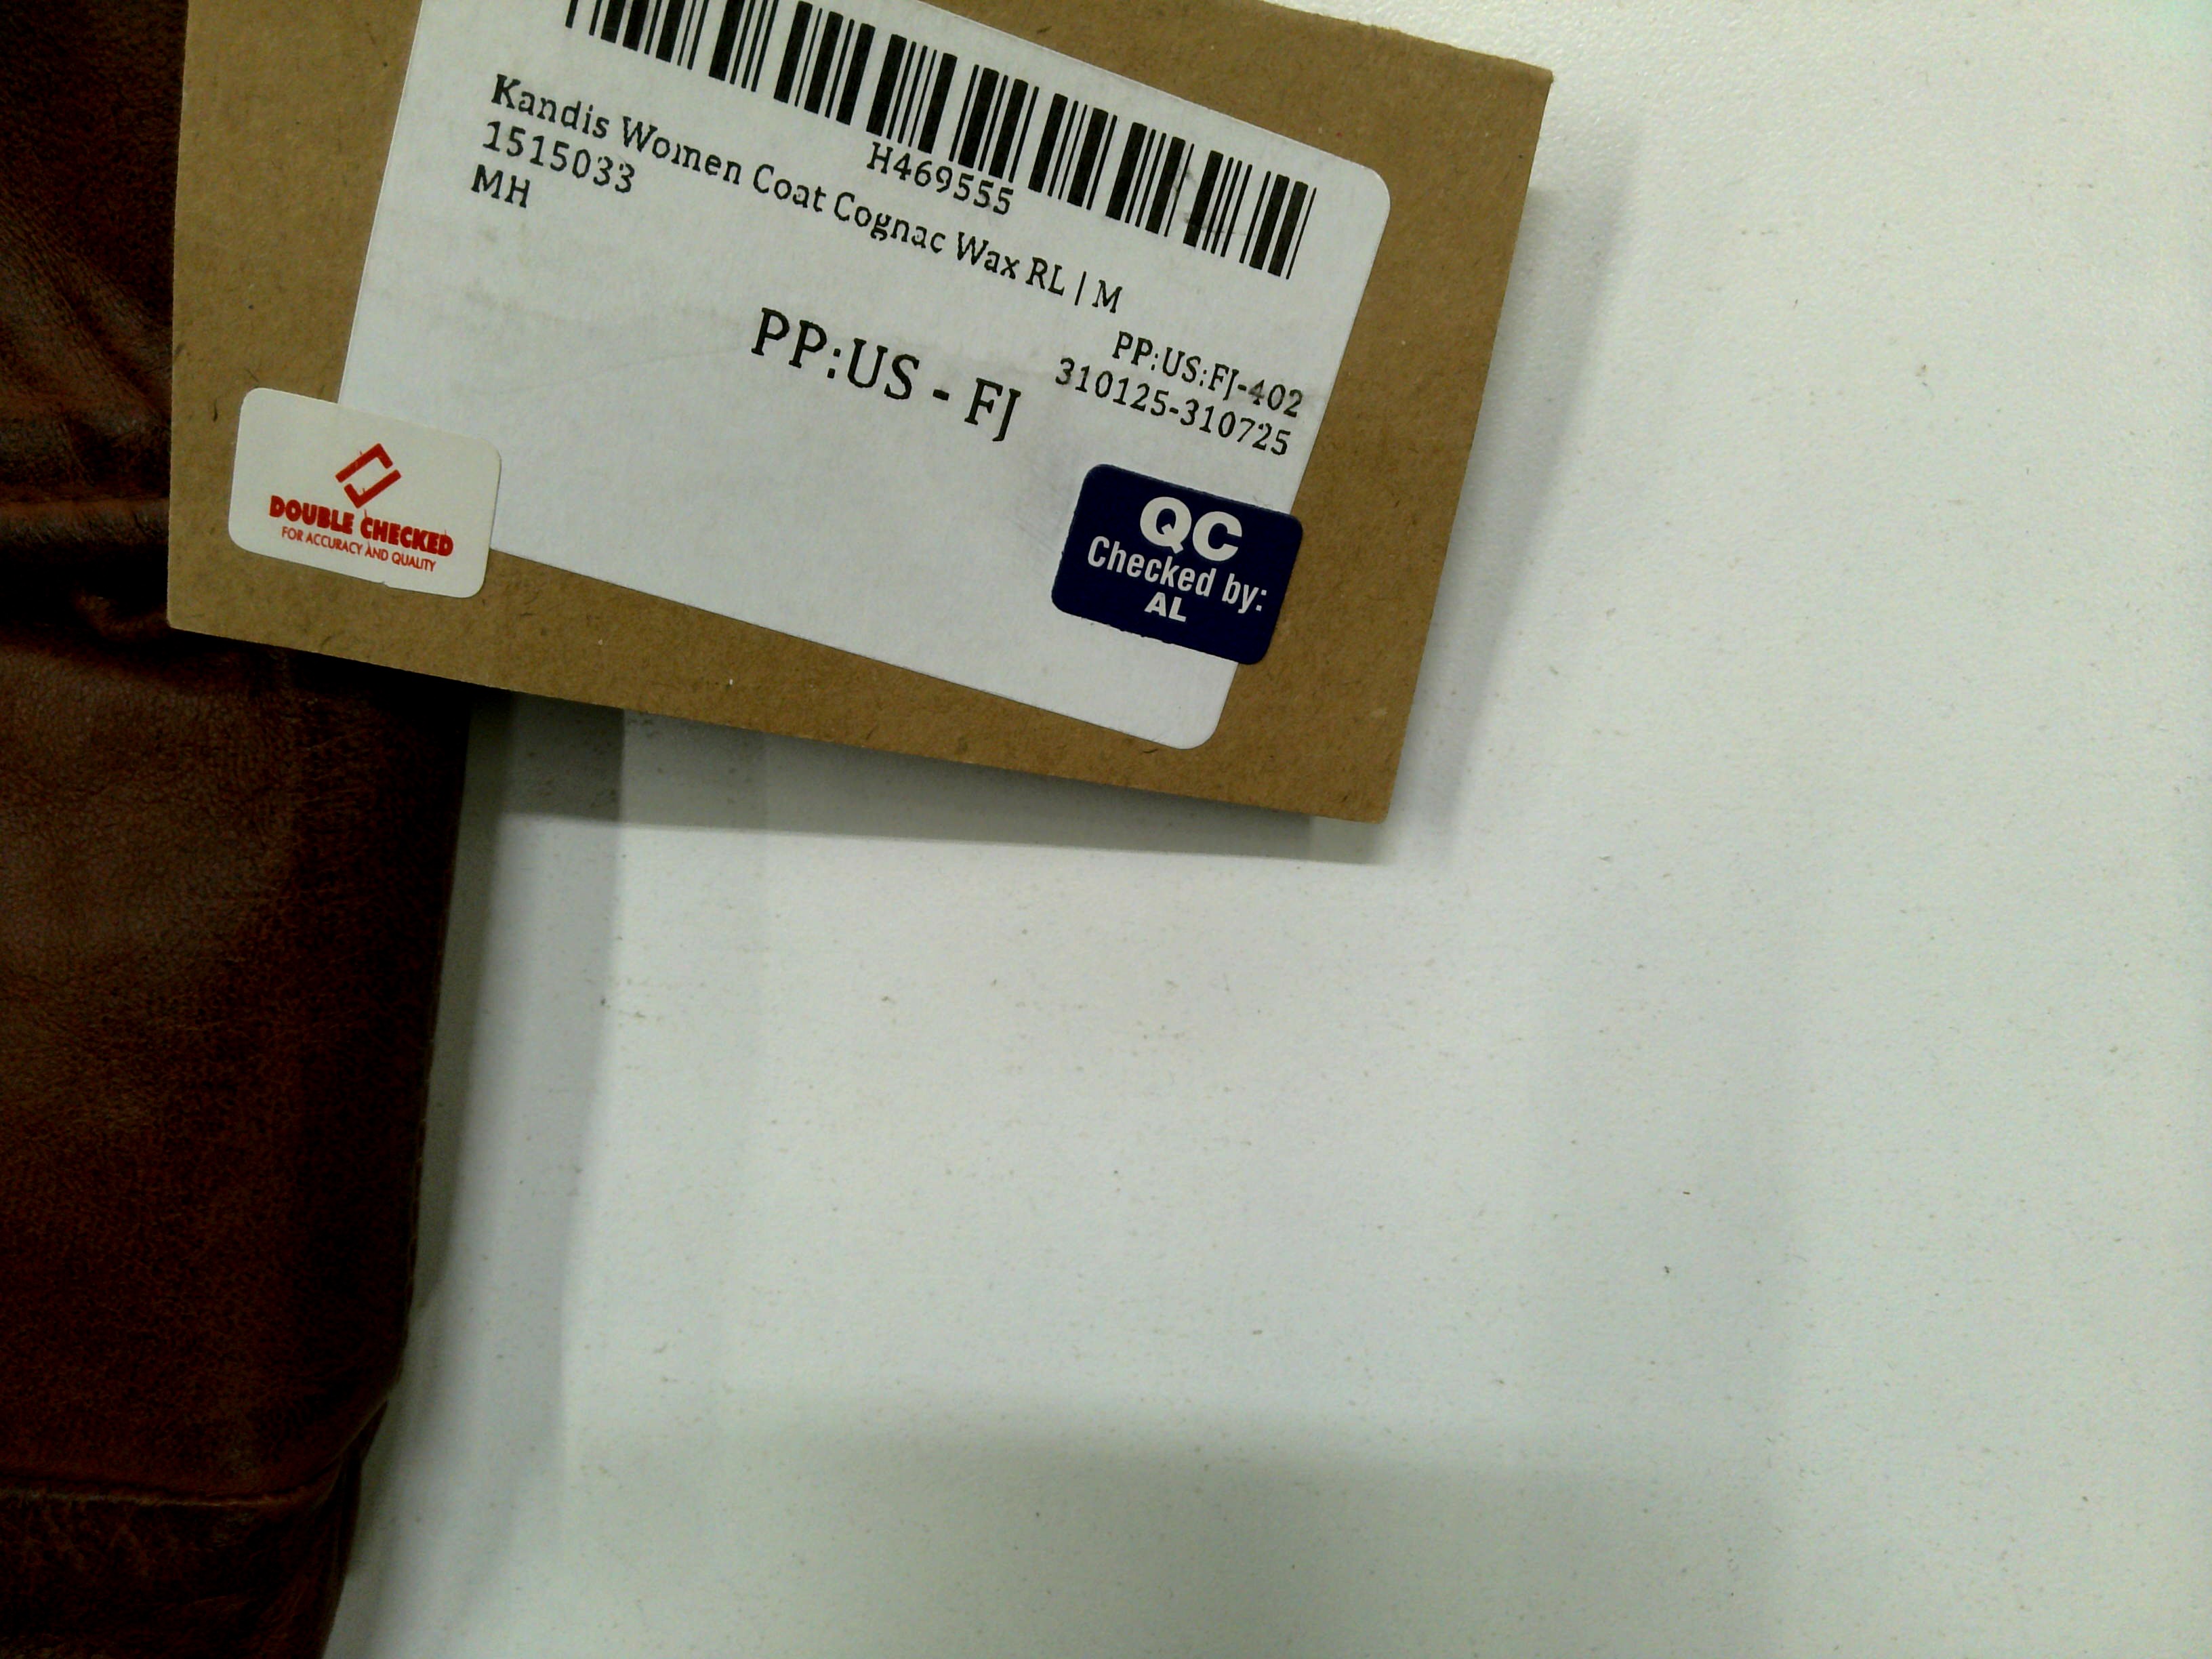 H469555
Kandis Women Coat Cognac Wax RL | M
1515033
MH
PP:US:FJ-402
310125-310725
PP:US - FJ
DOUBLE CHECKED
FOR ACCURACY AND QUALITY
QC
Checked by:
AL